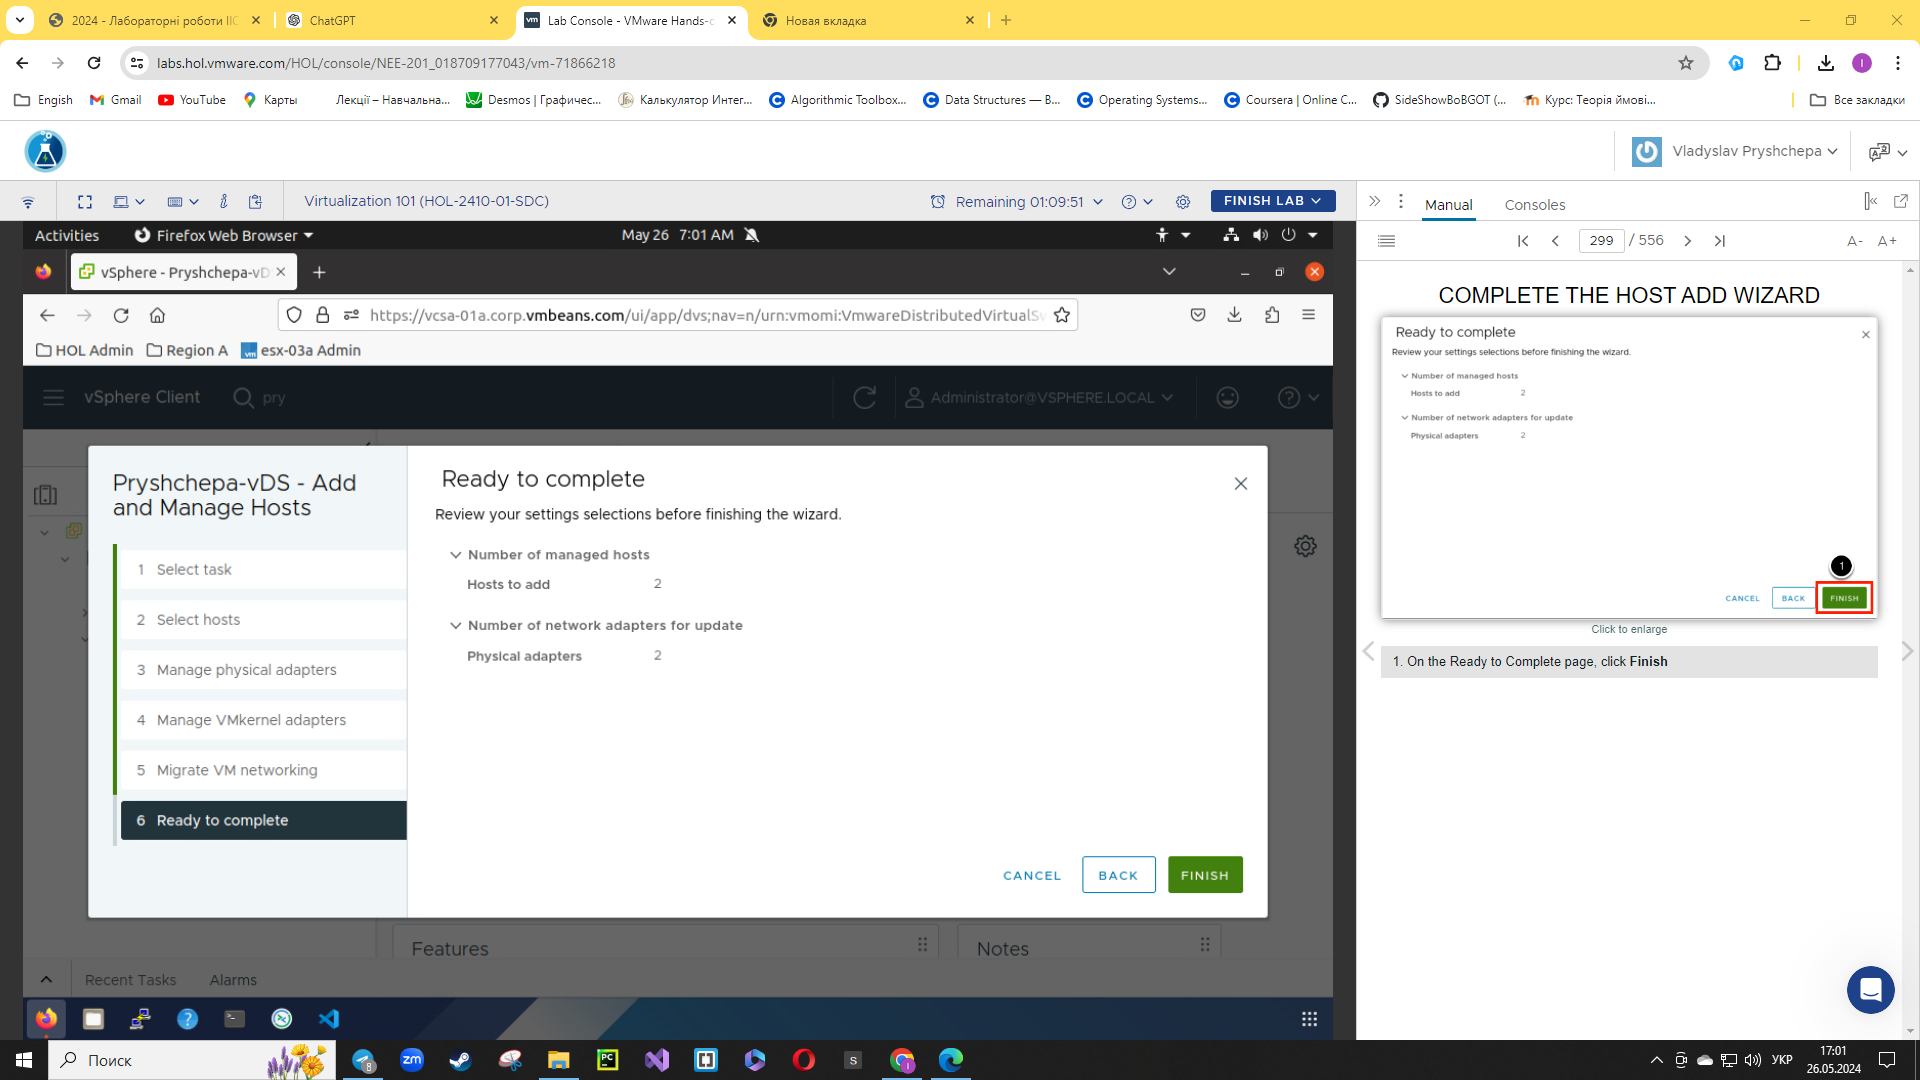 2024 - Лабораторні роботи ІІС
ChatGPT
Lab Console - VMware Hands-o
Новая вкладка
labs.hol.vmware.com/HOL/console/NEE-201_018709177043/vm-71866218
Engish
Gmail
YouTube
Карты
Лекції – Навчальна...
Desmos | Графичес...
Калькулятор Интег...
Algorithmic Toolbox...
Data Structures — В...
Operating Systems...
Coursera | Online C...
SideShowBoBGOT (...
Курс: Теорія ймові...
Все закладки
Vladyslav Pryshchepa
Virtualization 101 (HOL-2410-01-SDC)
Remaining 01:09:51
FINISH LAB
Manual
Consoles
299 / 556
A-
A+
Activities
Firefox Web Browser
May 26 7:01 AM
vSphere - Pryshchepa-vD
https://vcsa-01a.corp.vmbeans.com/ui/app/dvs;nav=n/urn:vmomi:VmwareDistributedVirtualSw
HOL Admin
Region A
esx-03a Admin
vSphere Client
pry
Administrator@VSPHERE.LOCAL
Pryshchepa-vDS - Add
and Manage Hosts
1 Select task
2 Select hosts
3 Manage physical adapters
4 Manage VMkernel adapters
5 Migrate VM networking
6 Ready to complete
Ready to complete
Review your settings selections before finishing the wizard.
Number of managed hosts
Hosts to add 2
Number of network adapters for update
Physical adapters 2
CANCEL
BACK
FINISH
Features
Notes
Recent Tasks
Alarms
COMPLETE THE HOST ADD WIZARD
Ready to complete
Review your settings selections before finishing the wizard.
Number of managed hosts
Hosts to add 2
Number of network adapters for update
Physical adapters 2
1
CANCEL
BACK
FINISH
Click to enlarge
1. On the Ready to Complete page, click Finish
Поиск
8
zm
PC
S
УКР
17:01
26.05.2024